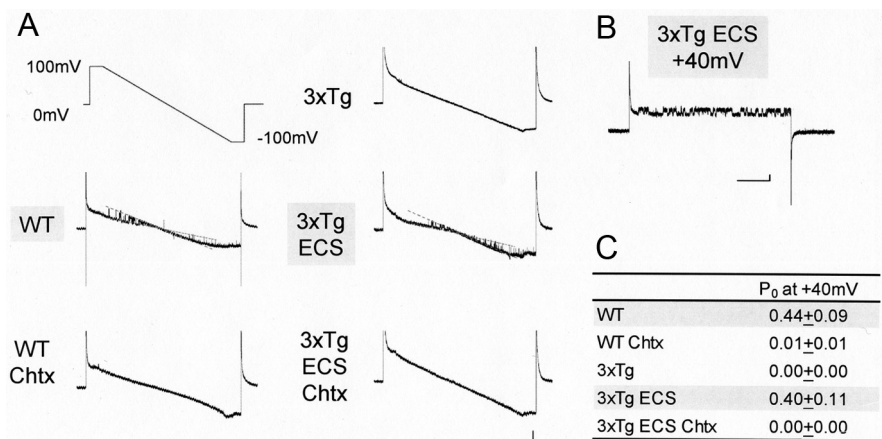 A
100mV
0mV
-100mV
3xTg
WT
3xTg
ECS
WT
Chtx
3xTg
ECS
Chtx
B
3xTg ECS
+40mV
C
P₀ at +40mV
WT 0.44±0.09
WT Chtx 0.01±0.01
3xTg 0.00±0.00
3xTg ECS 0.40±0.11
3xTg ECS Chtx 0.00±0.00